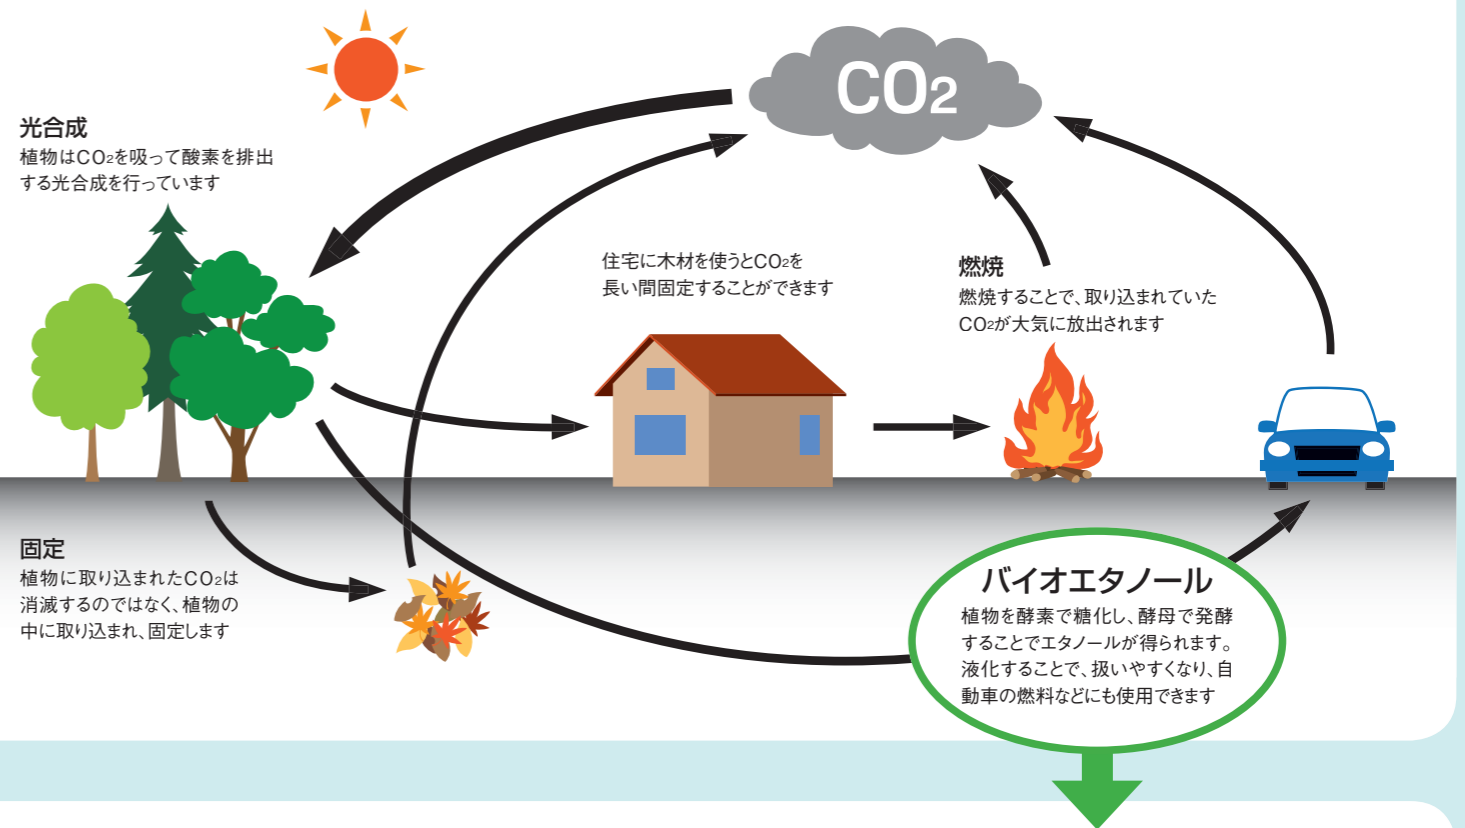 CO2
光合成
植物はCO2を吸って酸素を排出
する光合成を行っています
住宅に木材を使うとCO2を
長い間固定することができます
燃焼
燃焼することで、取り込まれていた
CO2が大気に放出されます
固定
植物に取り込まれたCO2は
消滅するのではなく、植物の
中に取り込まれ、固定します
バイオエタノール
植物を酵素で糖化し、酵母で発酵
することでエタノールが得られます。
液化することで、扱いやすくなり、自
動車の燃料などにも使用できます